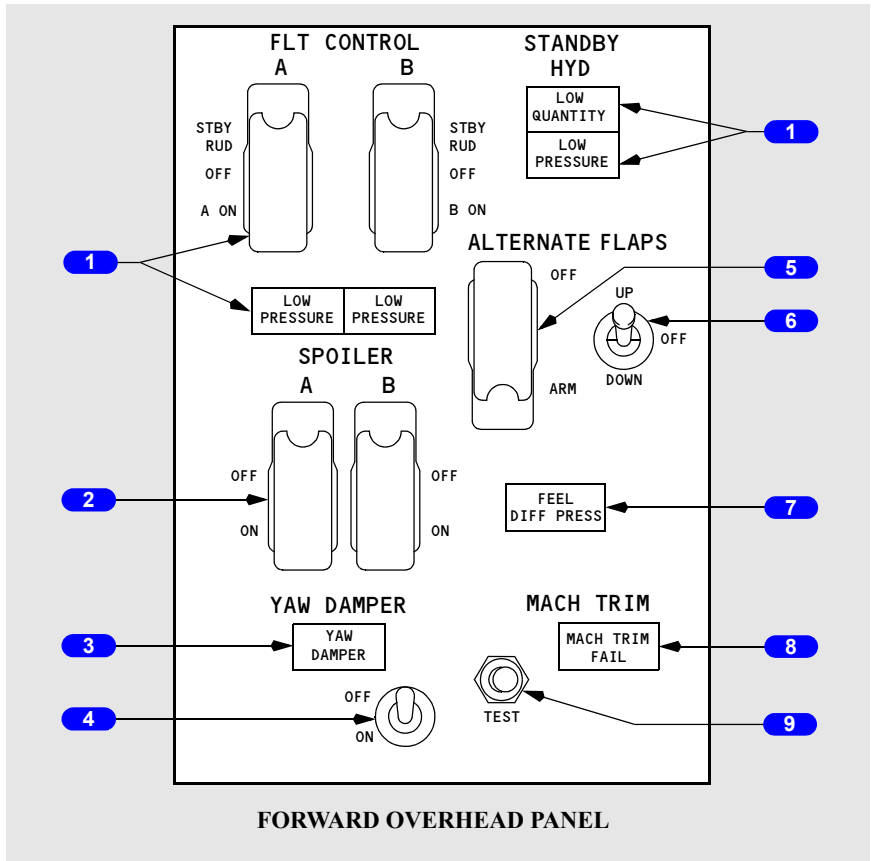 FLT CONTROL
A B
STANDBY
HYD
LOW
QUANTITY
LOW
PRESSURE
1
STBY
RUD
OFF
A ON
STBY
RUD
OFF
B ON
1
LOW
PRESSURE
LOW
PRESSURE
ALTERNATE FLAPS
OFF
ARM
5
UP
OFF
DOWN
6
SPOILER
A B
OFF
ON
OFF
ON
2
FEEL
DIFF PRESS
7
YAW DAMPER
YAW
DAMPER
3
OFF
ON
4
MACH TRIM
MACH TRIM
FAIL
8
TEST
9
FORWARD OVERHEAD PANEL